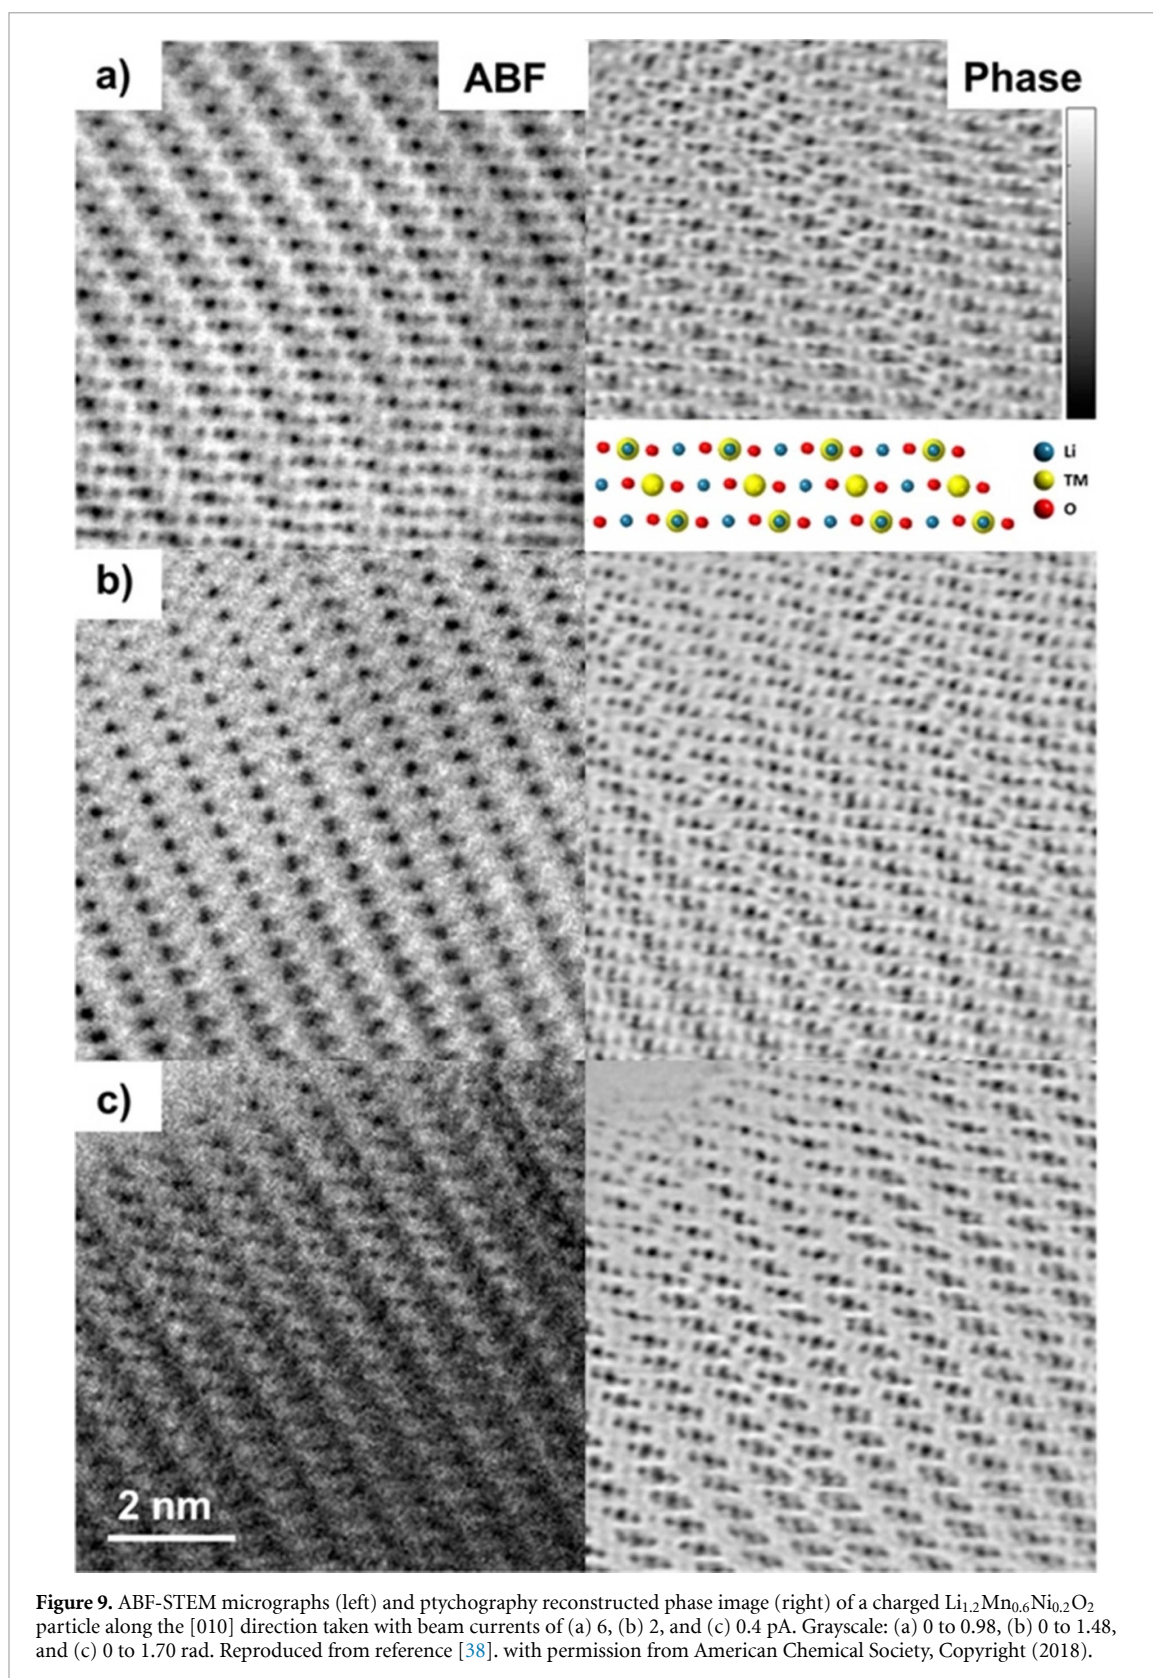 a) ABF Phase
Li
TM
O
b)
c)
2 nm
Figure 9. ABF-STEM micrographs (left) and ptychography reconstructed phase image (right) of a charged Li₁.₂Mn₀.₆Ni₀.₂O₂
particle along the [010] direction taken with beam currents of (a) 6, (b) 2, and (c) 0.4 pA. Grayscale: (a) 0 to 0.98, (b) 0 to 1.48,
and (c) 0 to 1.70 rad. Reproduced from reference [38]. with permission from American Chemical Society, Copyright (2018).